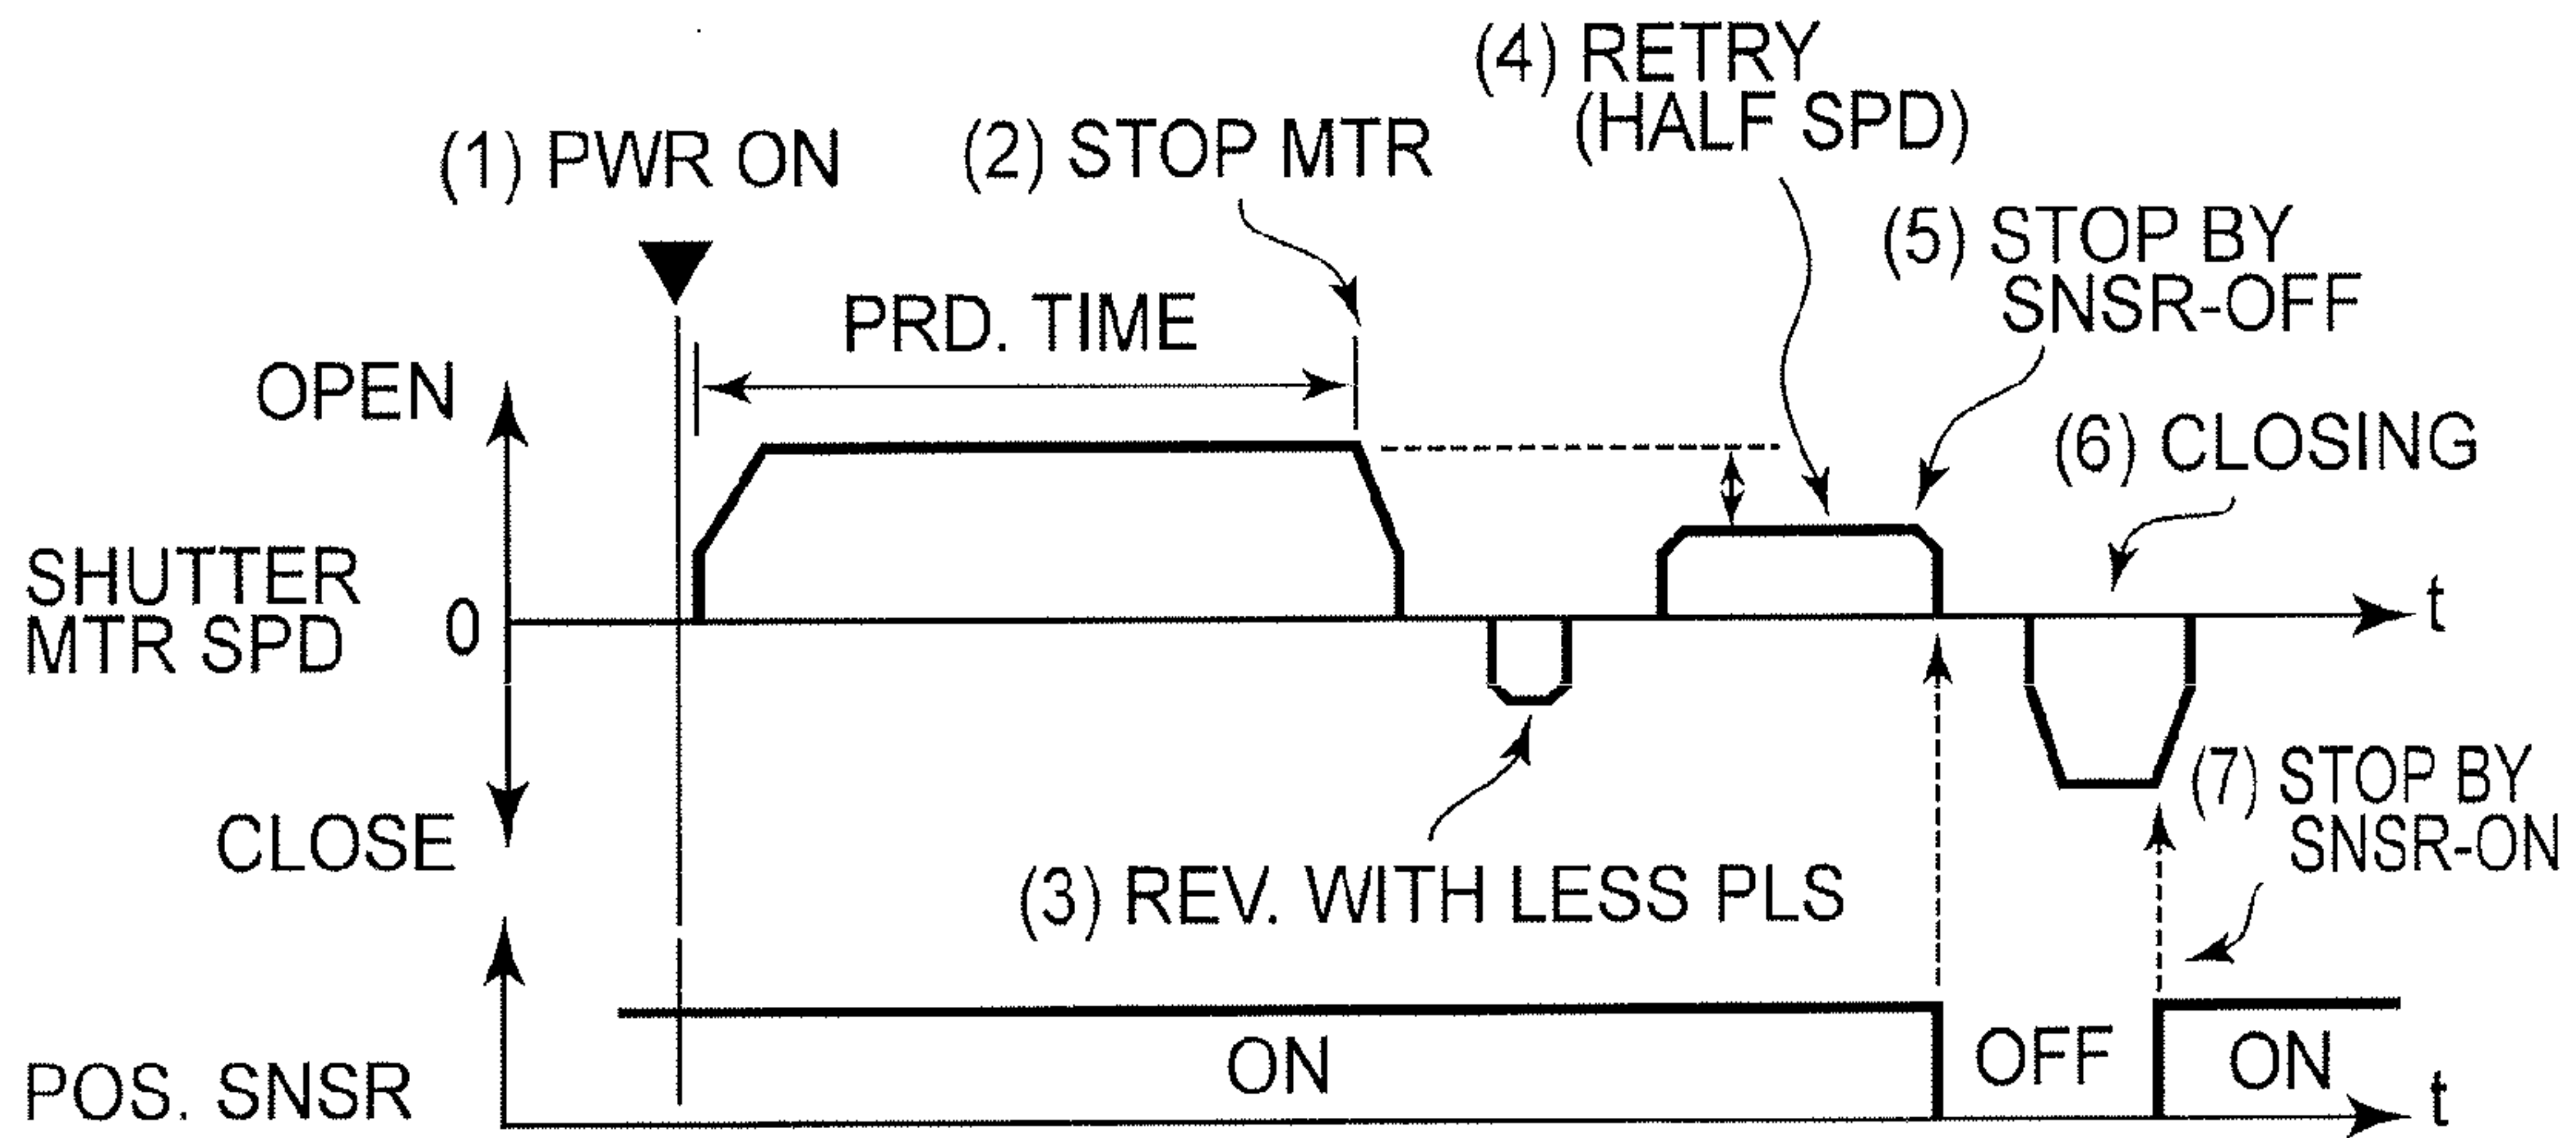 (4) RETRY
(HALF SPD)
(1) PWR ON
(2) STOP MTR
(5) STOP BY
SNSR-OFF
PRD. TIME
OPEN
(6) CLOSING
SHUTTER
MTR SPD
0
t
CLOSE
(7) STOP BY
SNSR-ON
(3) REV. WITH LESS PLS
POS. SNSR
ON
OFF
ON
t